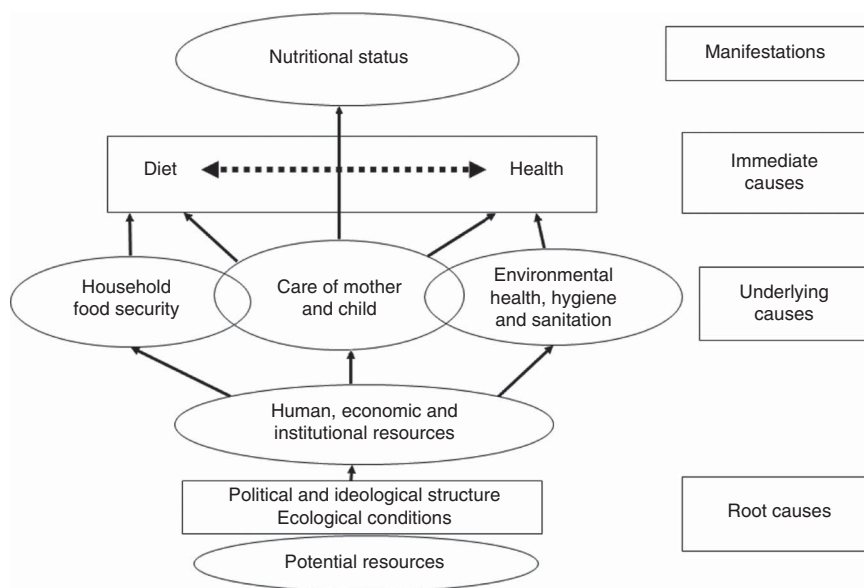 Nutritional status
Manifestations
Diet
Health
Immediate
causes
Household
food security
Care of mother
and child
Environmental
health, hygiene
and sanitation
Underlying
causes
Human, economic and
institutional resources
Political and ideological structure
Ecological conditions
Root causes
Potential resources